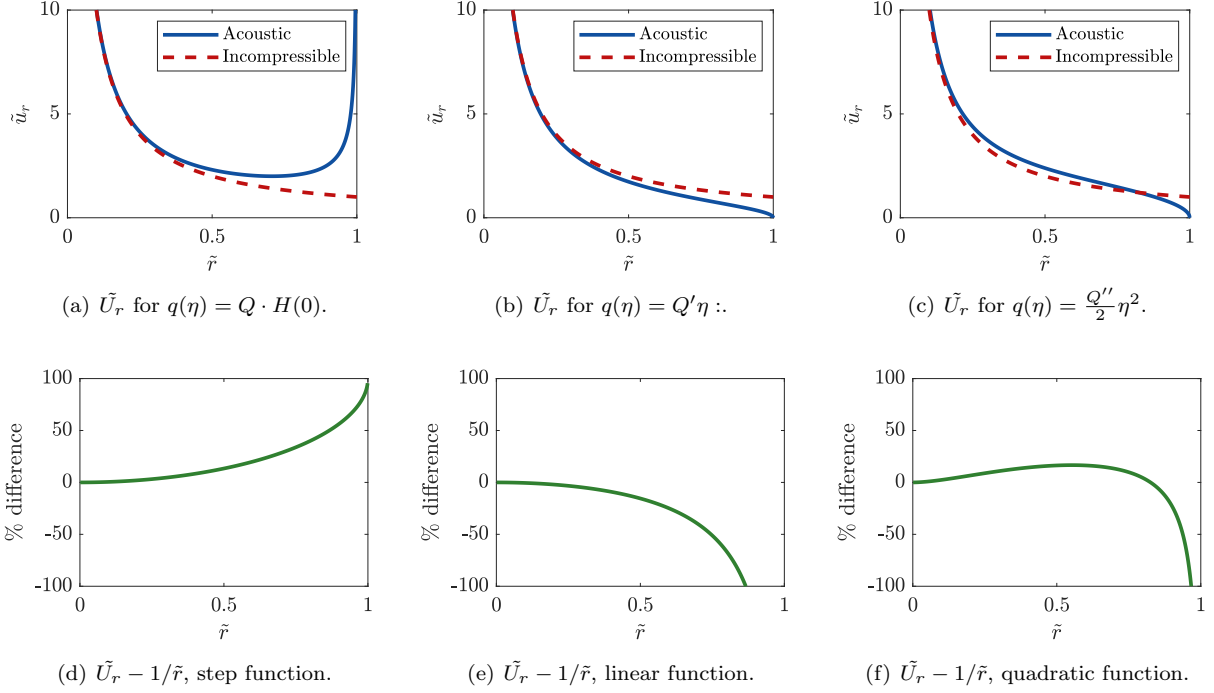 10
5
0
ũ_r
Acoustic
Incompressible
0
0.5
1
r̃
(a) Ũ_r for q(η) = Q · H(0).
10
5
0
ũ_r
Acoustic
Incompressible
0
0.5
1
r̃
(b) Ũ_r for q(η) = Q′η :.
10
5
0
ũ_r
Acoustic
Incompressible
0
0.5
1
r̃
(c) Ũ_r for q(η) = Q″/2 η².
100
50
0
-50
-100
% difference
0
0.5
1
r̃
(d) Ũ_r − 1/r̃, step function.
100
50
0
-50
-100
% difference
0
0.5
1
r̃
(e) Ũ_r − 1/r̃, linear function.
100
50
0
-50
-100
% difference
0
0.5
1
r̃
(f) Ũ_r − 1/r̃, quadratic function.